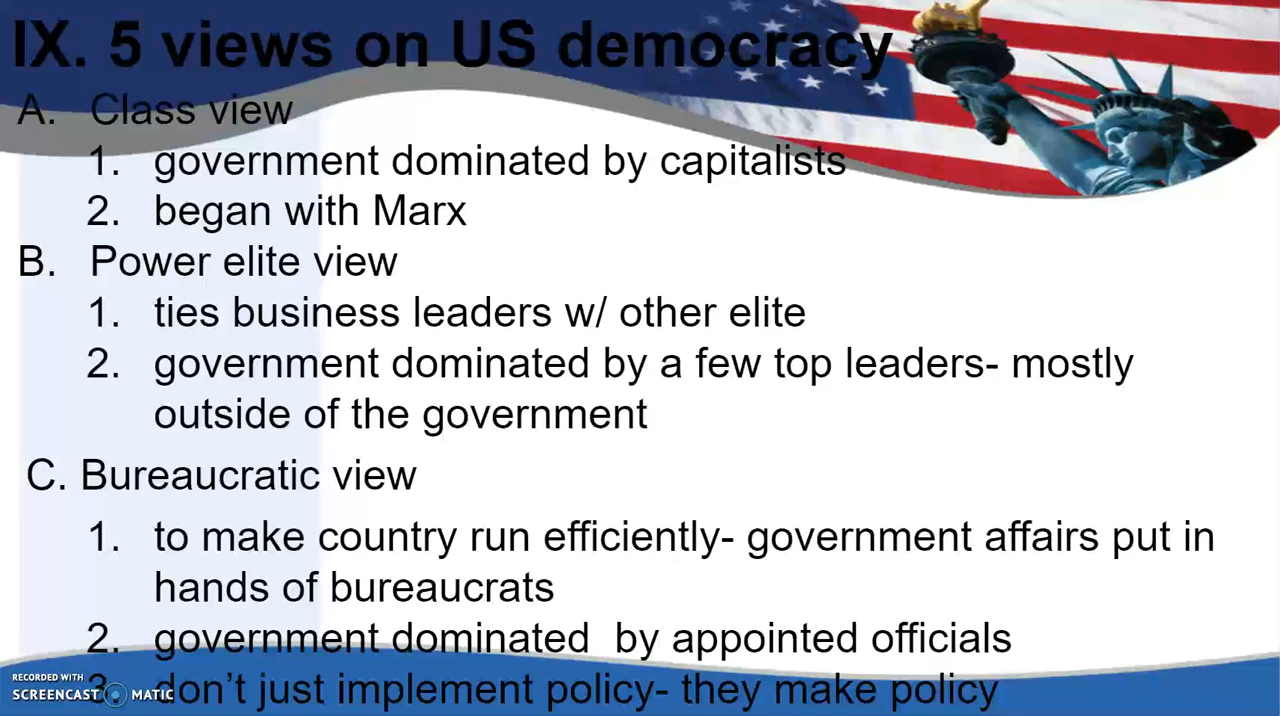 IX. 5 views on US democracy
A. Class view
1. government dominated by capitalists
2. began with Marx
B. Power elite view
1. ties business leaders w/ other elite
2. government dominated by a few top leaders- mostly
outside of the government
C. Bureaucratic view
1. to make country run efficiently- government affairs put in
hands of bureaucrats
2. government dominated  by appointed officials
3. don’t just implement policy- they make policy
RECORDED WITH
SCREENCAST MATIC